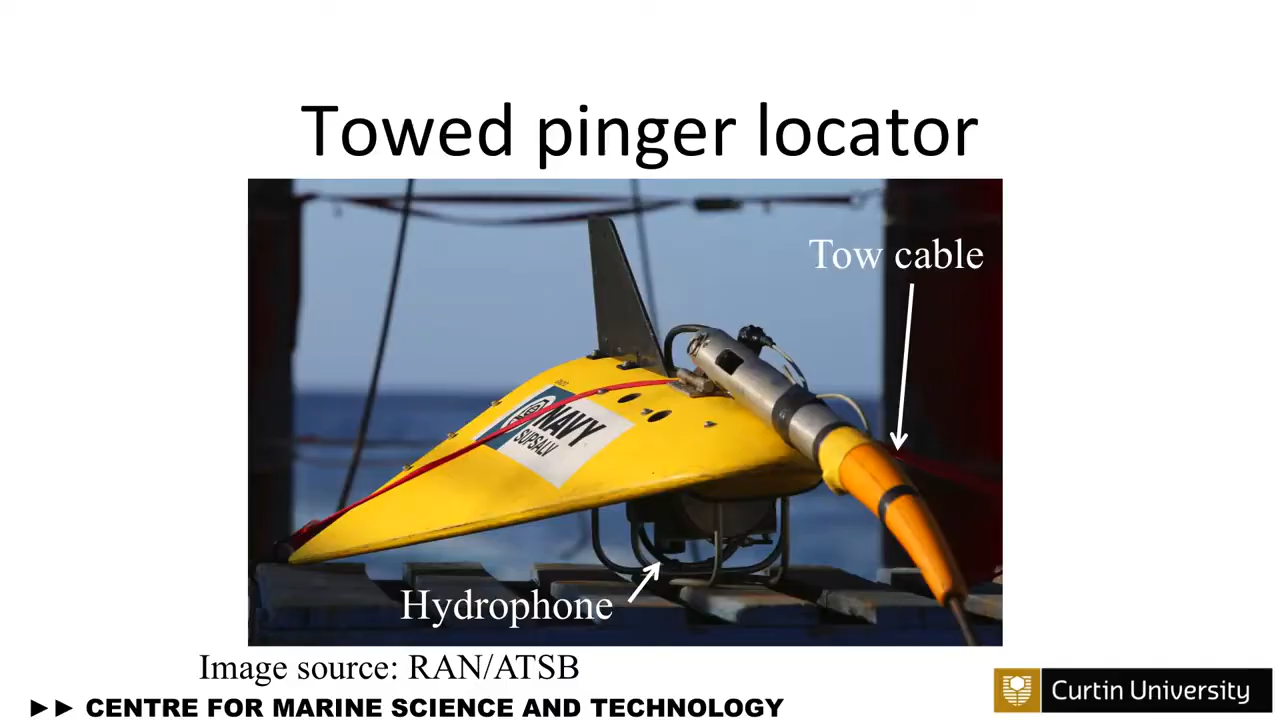 Towed pinger locator
Tow cable
NAVY
SUPSALV
Hydrophone
Image source: RAN/ATSB
►► CENTRE FOR MARINE SCIENCE AND TECHNOLOGY
Curtin University